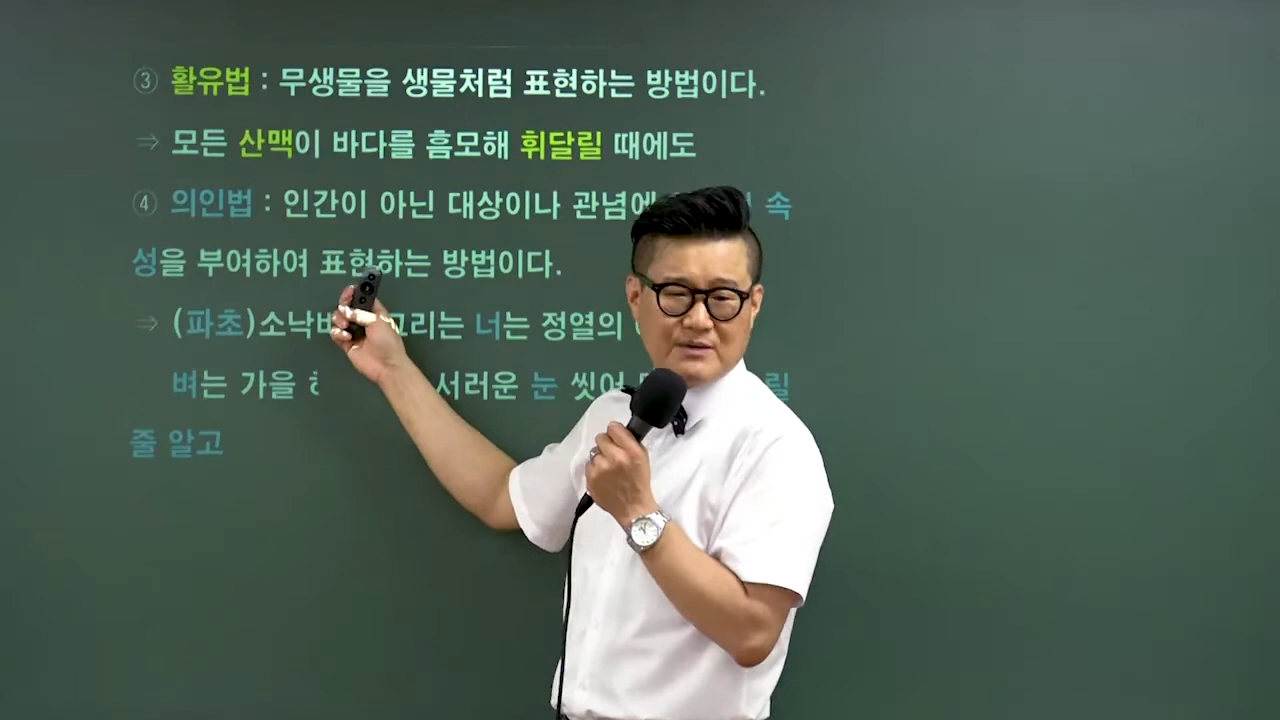 ③ 활유법 : 무생물을 생물처럼 표현하는 방법이다.
⇒ 모든 산맥이 바다를 흠모해 휘달릴 때에도
④ 의인법 : 인간이 아닌 대상이나 관념에 속
성을 부여하여 표현하는 방법이다.
⇒ (파초)소낙비 그리는 너는 정열의
벼는 가을 서러운 눈 씻어 릴
줄 알고